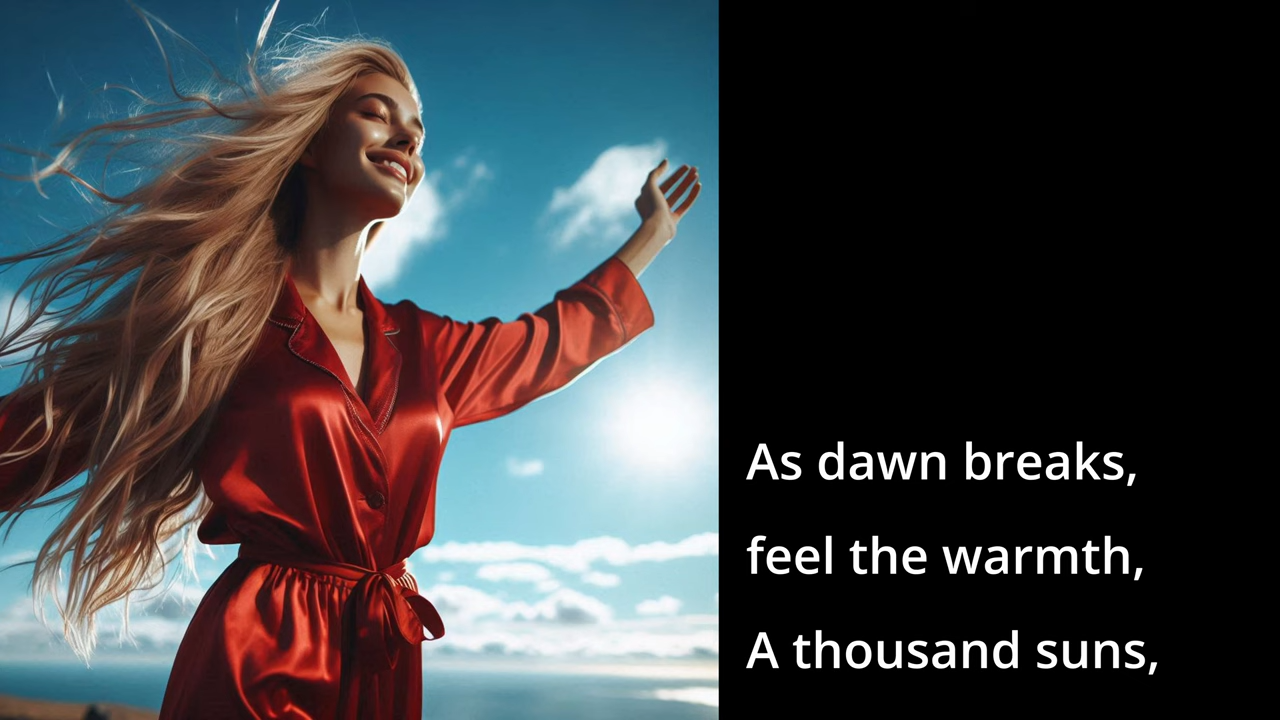 As dawn breaks,
feel the warmth,
A thousand suns,